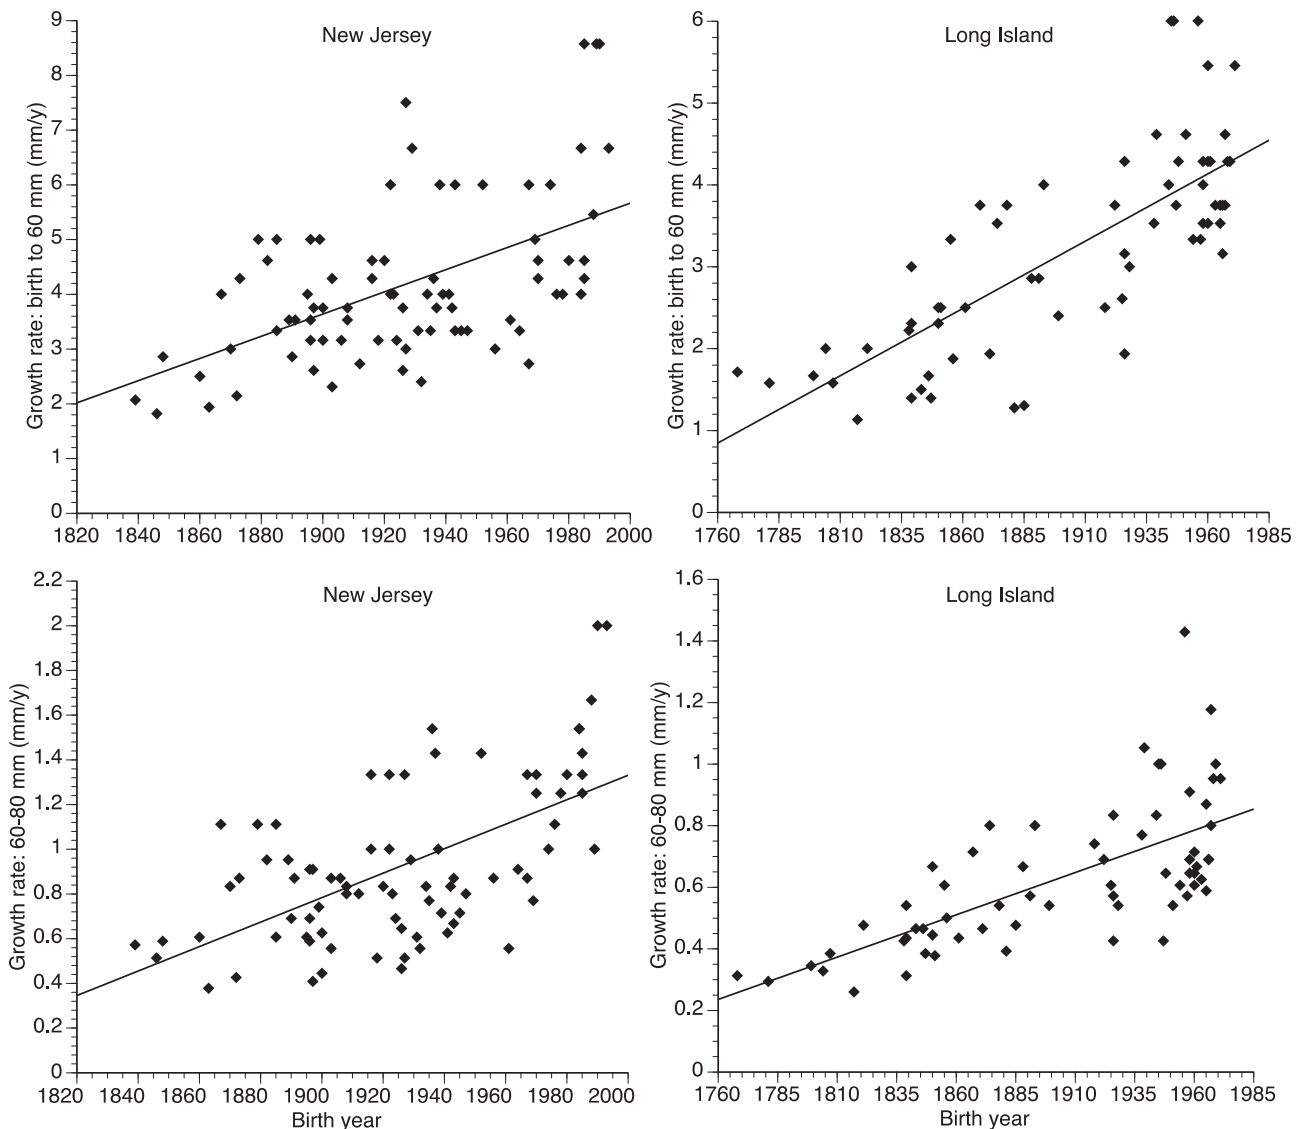 New Jersey
Growth rate: birth to 60 mm (mm/y)
9
8
7
6
5
4
3
2
1
0
1820 1840 1860 1880 1900 1920 1940 1960 1980 2000
Long Island
Growth rate: birth to 60 mm (mm/y)
6
5
4
3
2
1
0
1760 1785 1810 1835 1860 1885 1910 1935 1960 1985
New Jersey
Growth rate: 60-80 mm (mm/y)
2.2
2
1.8
1.6
1.4
1.2
1
0.8
0.6
0.4
0.2
0
1820 1840 1860 1880 1900 1920 1940 1960 1980 2000
Birth year
Long Island
Growth rate: 60-80 mm (mm/y)
1.6
1.4
1.2
1
0.8
0.6
0.4
0.2
0
1760 1785 1810 1835 1860 1885 1910 1935 1960 1985
Birth year